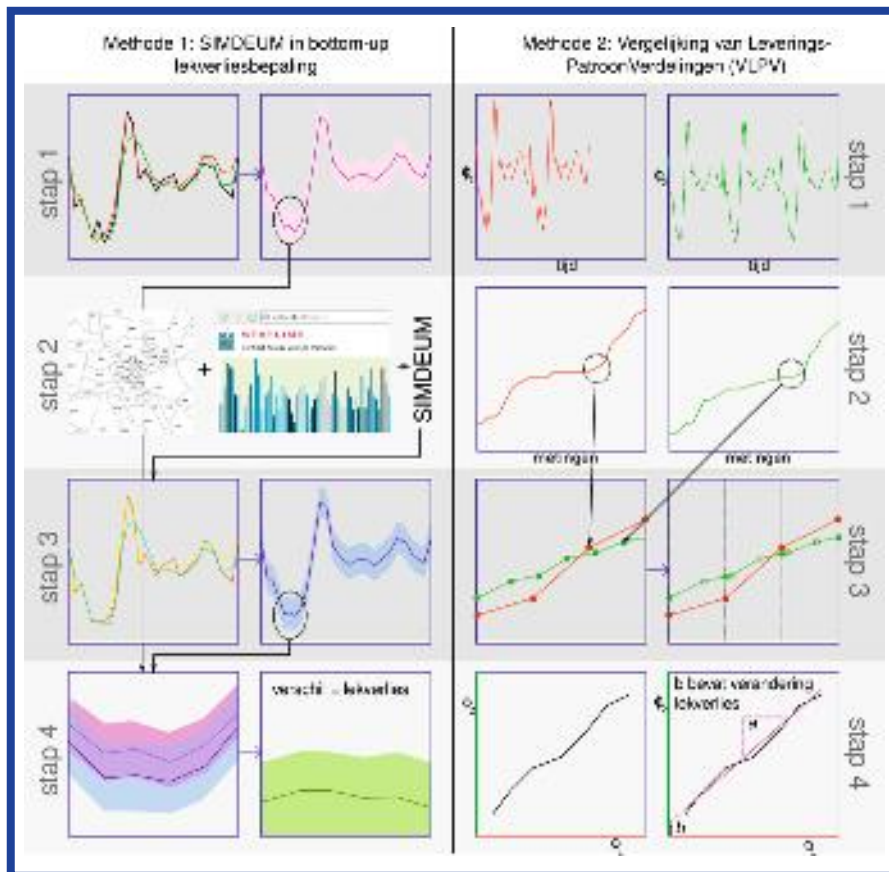 Methode 1: SIMDEUM in bottom-up
lekverliesbepaling
Methode 2: Vergelijking van Leverings-
PatroonVerdelingen (VLPV)
stap 1
tijd
tijd
stap 1
stap 2
+
SIMDEUM
metingen
metingen
stap 2
stap 3
stap 3
stap 4
verschil = lekverlies
b bevat verandering
lekverlies
a
b
stap 4